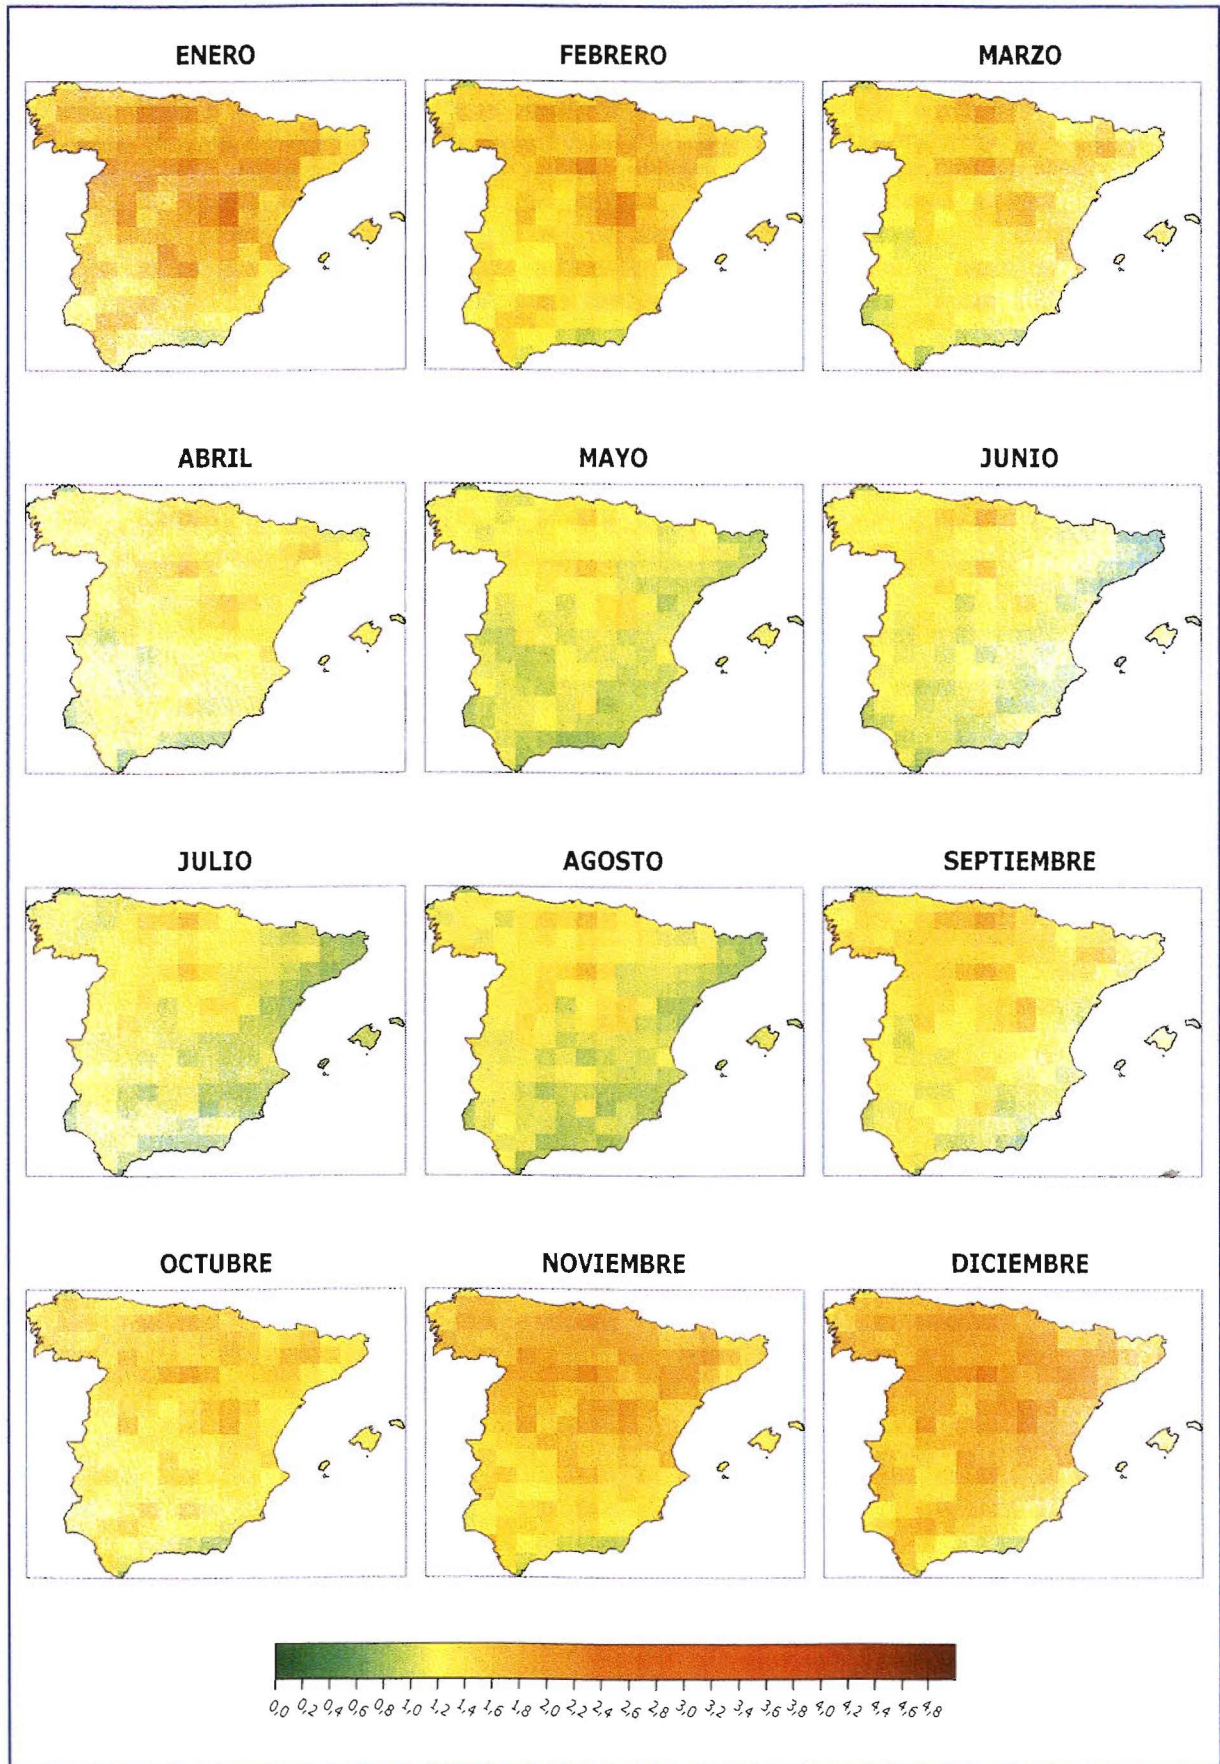 ENERO FEBRERO MARZO
ABRIL MAYO JUNIO
JULIO AGOSTO SEPTIEMBRE
OCTUBRE NOVIEMBRE DICIEMBRE
0,0 0,2 0,4 0,6 0,8 1,0 1,2 1,4 1,6 1,8 2,0 2,2 2,4 2,6 2,8 3,0 3,2 3,4 3,6 3,8 4,0 4,2 4,4 4,6 4,8